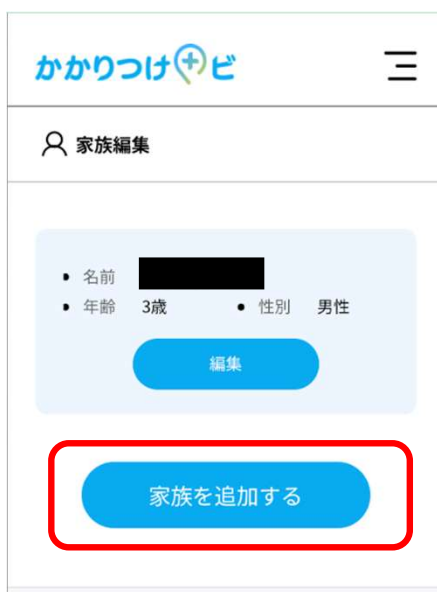 かかりつけナビ
家族編集
名前
年齢 3歳 性別 男性
編集
家族を追加する